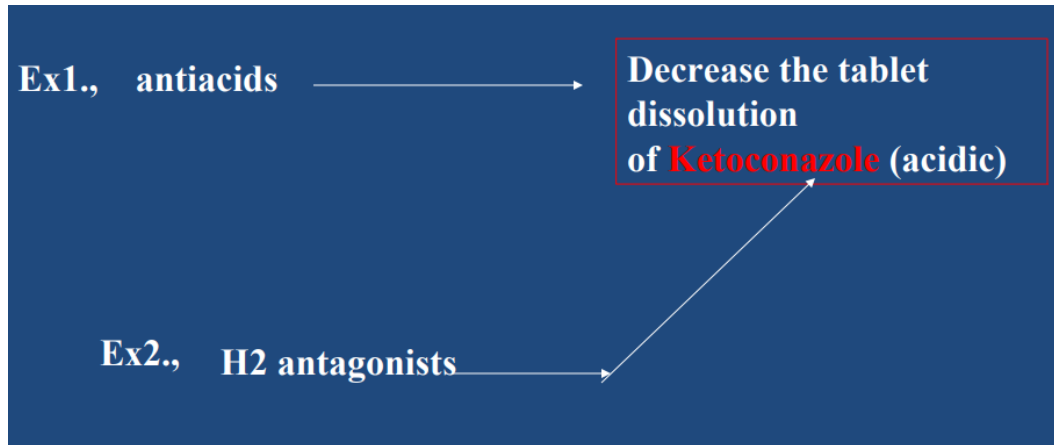 Ex1., antiacids
Decrease the tablet
dissolution
of Ketoconazole (acidic)
Ex2., H2 antagonists